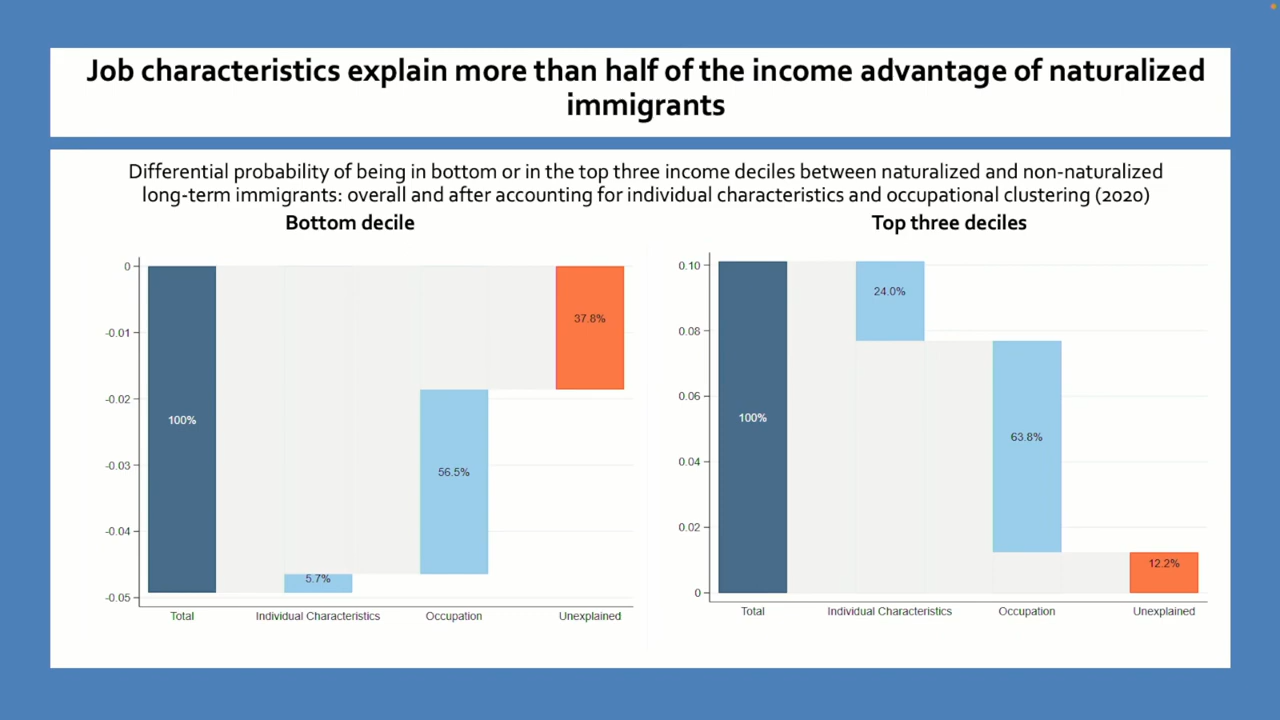 Job characteristics explain more than half of the income advantage of naturalized
immigrants
Differential probability of being in bottom or in the top three income deciles between naturalized and non-naturalized
long-term immigrants: overall and after accounting for individual characteristics and occupational clustering (2020)
Bottom decile
0
-0.01
-0.02
-0.03
-0.04
-0.05
100%
5.7%
56.5%
37.8%
Total
Individual Characteristics
Occupation
Unexplained
Top three deciles
0.10
0.08
0.06
0.04
0.02
0
100%
24.0%
63.8%
12.2%
Total
Individual Characteristics
Occupation
Unexplained